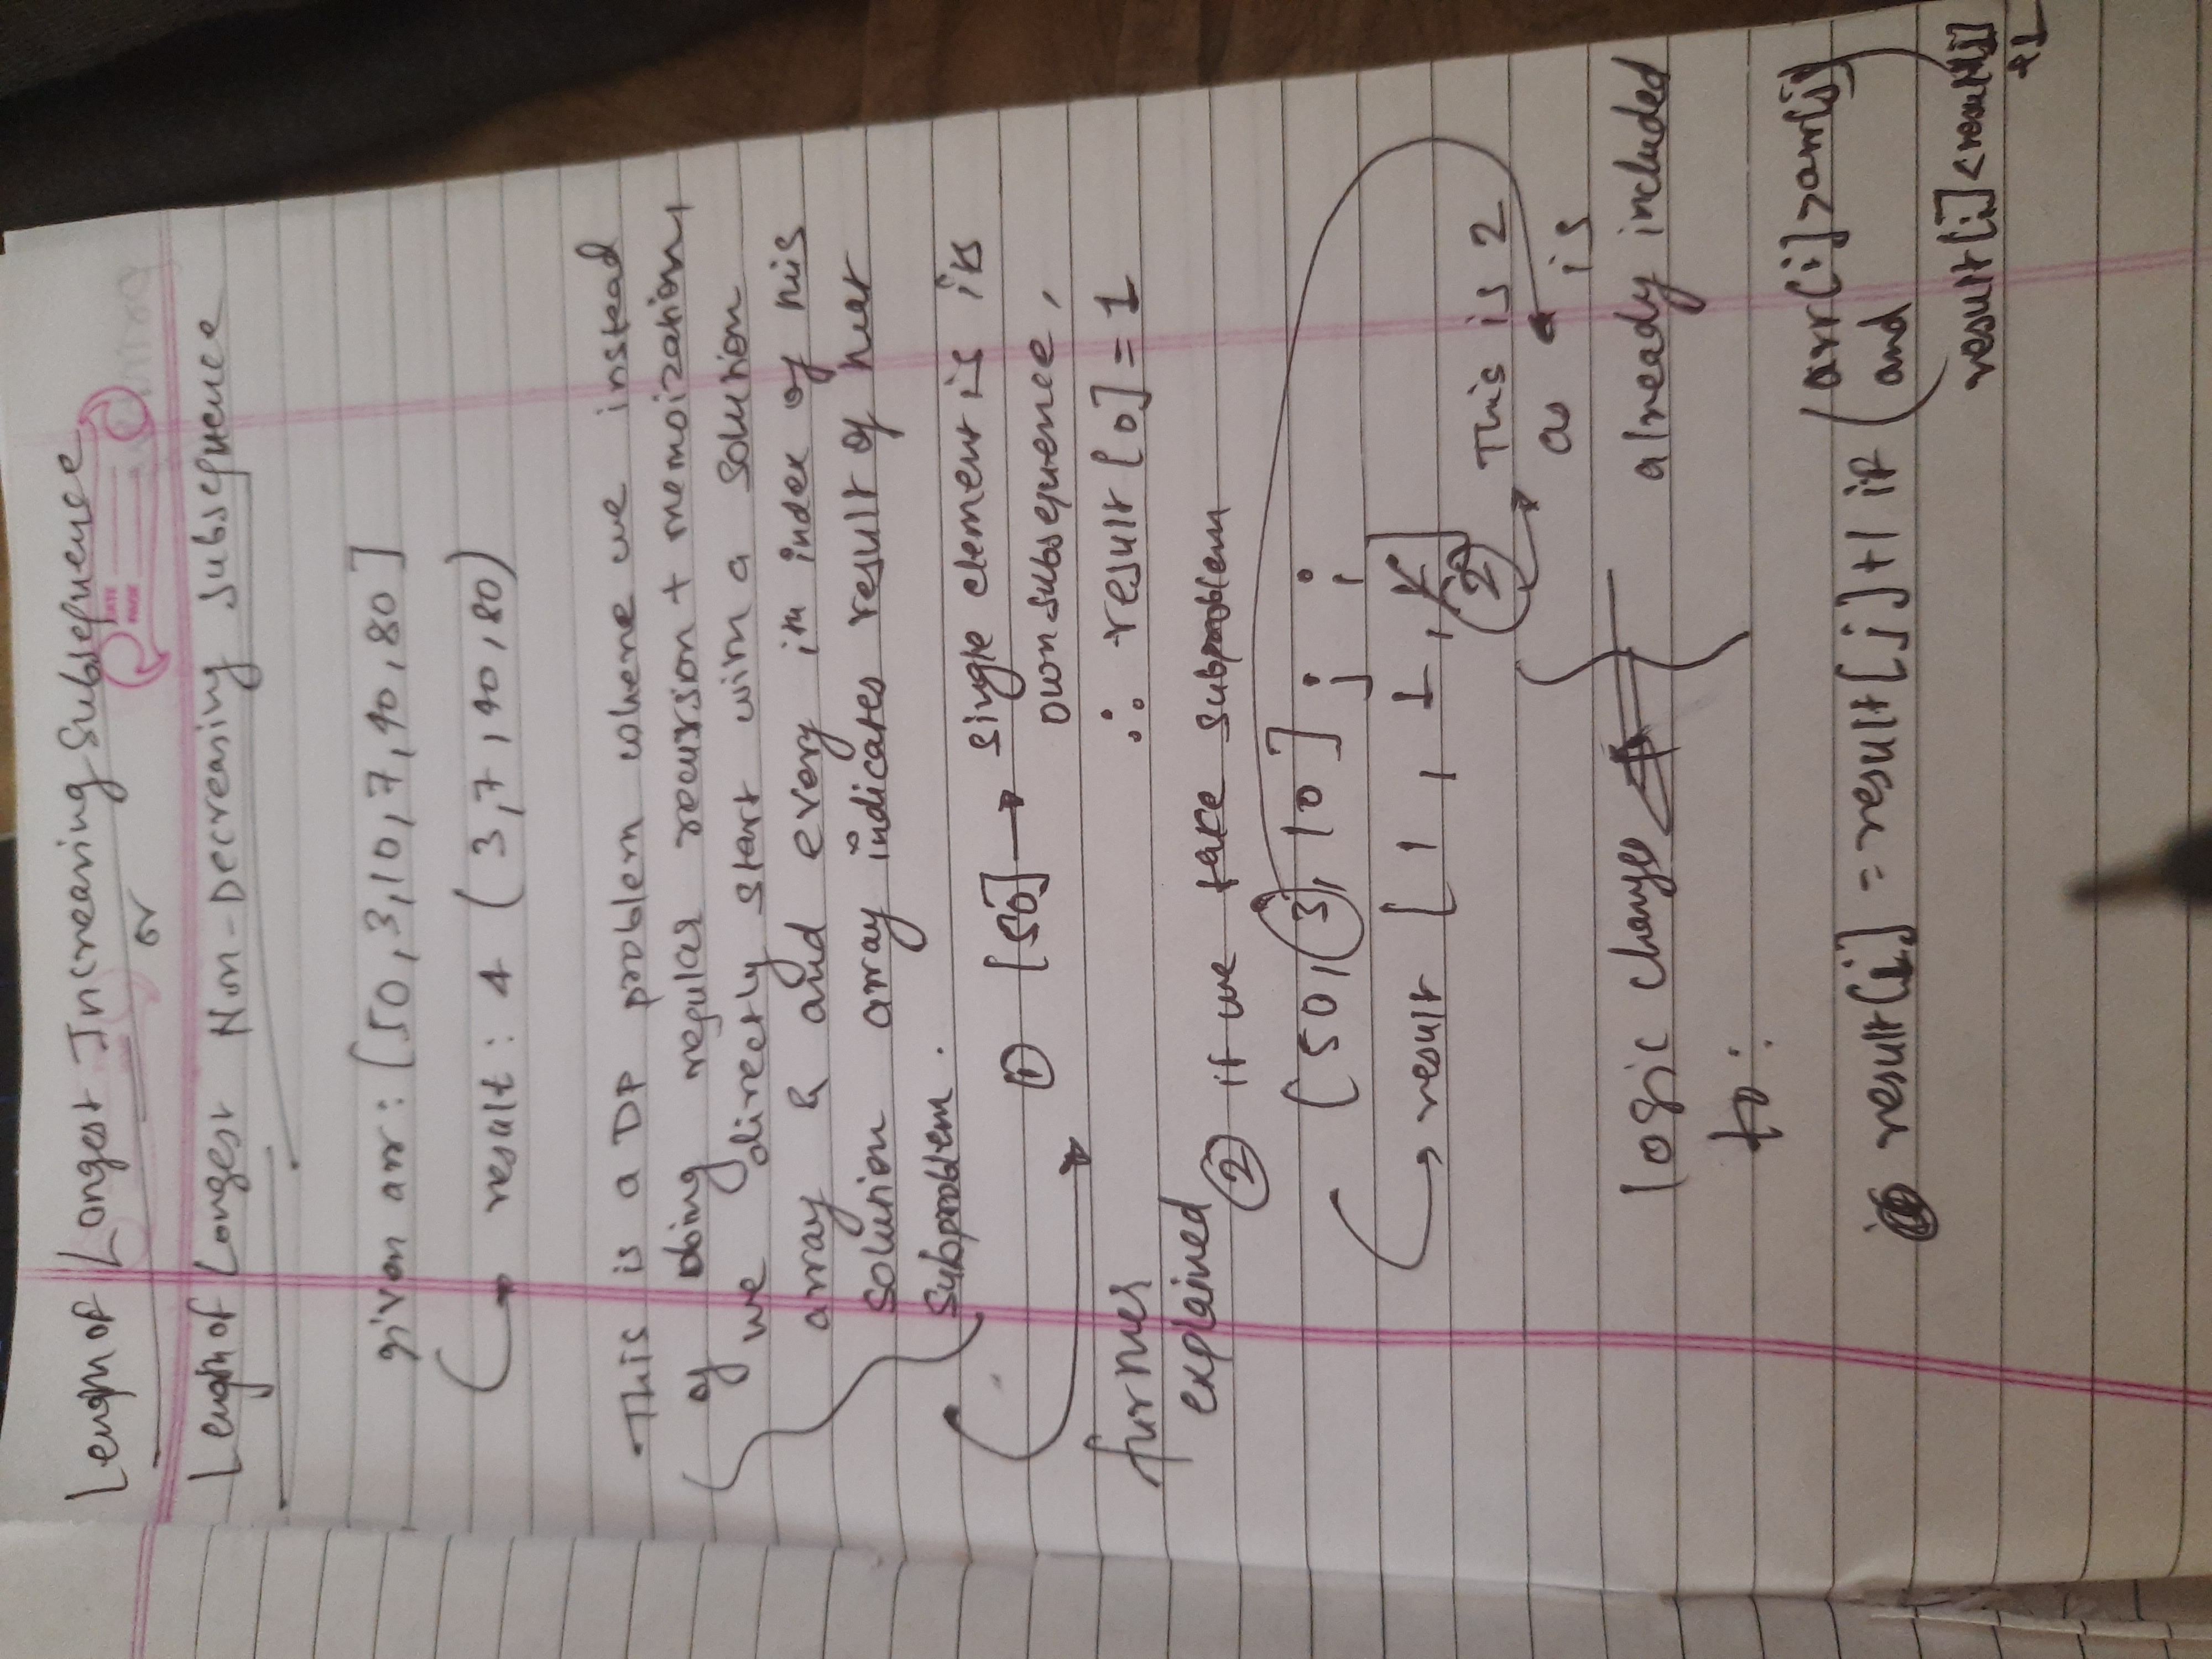 Length of Longest Increasing Subsequence
or
DATE
PAGE
Length of Longest Non-Decreasing Subsequence
given arr: [50, 3, 10, 7, 40, 80]
result: 4 (3, 7, 40, 80)
This is a DP problem where we instead
of doing regular recursion + memoization,
we directly start with a solution
array & and every ith index of this
solution array indicates result of that
subproblem.
① [50] → single element is its
own subsequence,
∴ result[0] = 1
further
explained
② if we take subproblem
[50, 3, 10] j i
result [1, 1, 1]
2 This is 2
as is
already included
logic changes
to:
result[i] = result[j]+1 if (arr[i]>arr[j]
and
result[i]<result[j]
+1